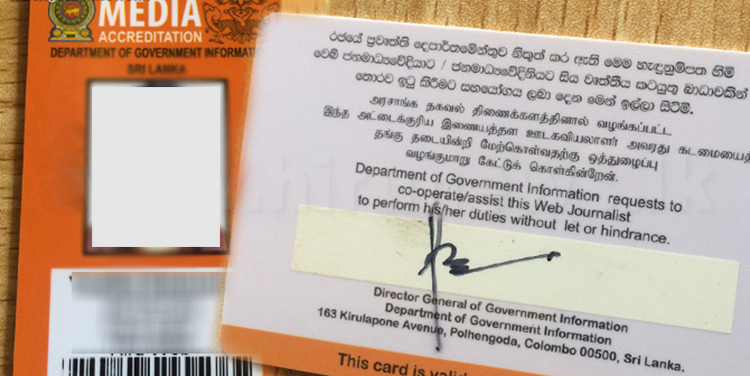 MEDIA
ACCREDITATION
DEPARTMENT OF GOVERNMENT INFORMATI
SRI LANKA
රජයේ ප්‍රවෘත්ති දෙපාර්තමේන්තුව නිකුත් කර ඇති මෙම හැඳුනුම්පත හිමි
වෙබ් ජනමාධ්‍යවේදියාට / ජනමාධ්‍යවේදිනියට සිය වෘත්තීය කටයුතු බාධාවකින්
තොරව ඉටු කිරීමට සහයෝගය ලබා දෙන මෙන් ඉල්ලා සිටිමි.
அரசாங்க தகவல் திணைக்களத்தினால் வழங்கப்பட்ட
இந்த அட்டைக்குரிய இணையத்தள ஊடகவியலாளர் அவரது கடமையை
தங்கு தடையின்றி மேற்கொள்வதற்கு ஒத்துழைப்பு
வழங்குமாறு கேட்டுக் கொள்கின்றேன்.
Department of Government Information requests to
co-operate/assist this Web Journalist
to perform his/her duties without let or hindrance.
Director General of Government Information
Department of Government Information
163 Kirulapone Avenue, Polhengoda, Colombo 00500, Sri Lanka.
This card is valid